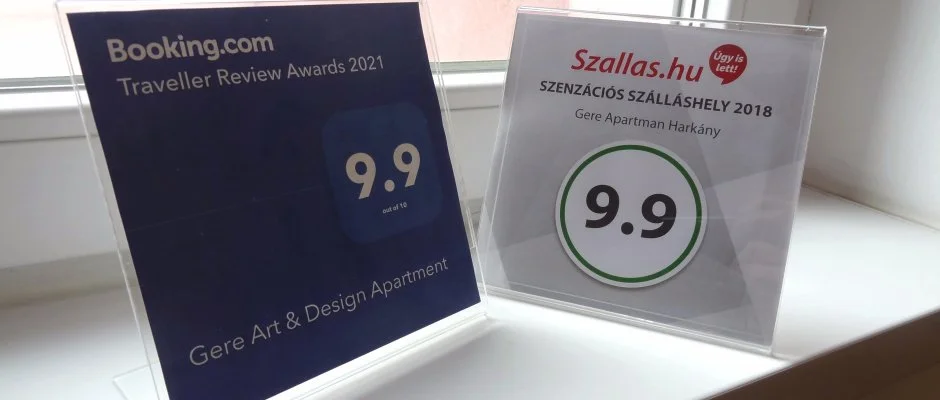 Booking.com
Traveller Review Awards 2021
9.9
out of 10
Gere Art & Design Apartment
Szallas.hu
Úgy is
lett!
SZENZÁCIÓS SZÁLLÁSHELY 2018
Gere Apartman Harkány
9.9